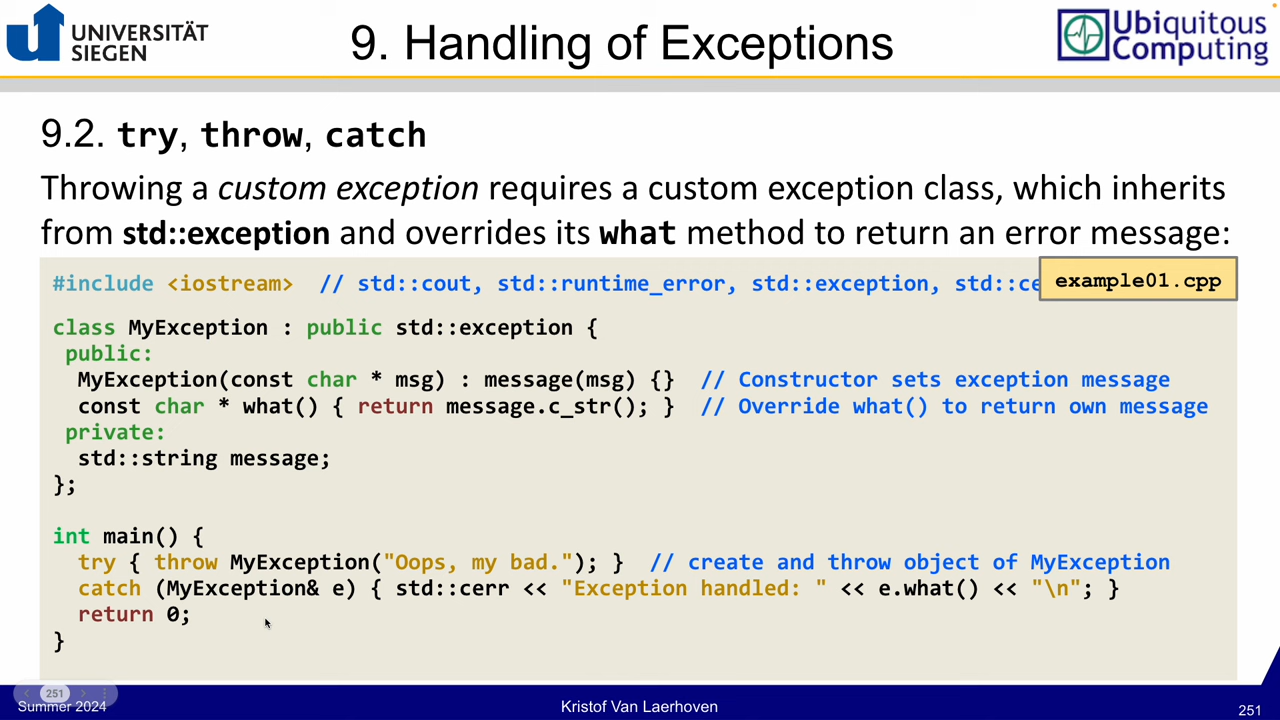 UNIVERSITÄT
SIEGEN
9. Handling of Exceptions
Ubiquitous
Computing
9.2. try, throw, catch
Throwing a custom exception requires a custom exception class, which inherits
from std::exception and overrides its what method to return an error message:
#include <iostream>  // std::cout, std::runtime_error, std::exception, std::ce
example01.cpp
class MyException : public std::exception {
 public:
  MyException(const char * msg) : message(msg) {}  // Constructor sets exception message
  const char * what() { return message.c_str(); }  // Override what() to return own message
 private:
  std::string message;
};
int main() {
  try { throw MyException("Oops, my bad."); }  // create and throw object of MyException
  catch (MyException& e) { std::cerr << "Exception handled: " << e.what() << "\n"; }
  return 0;
}
251
Summer 2024
Kristof Van Laerhoven
251